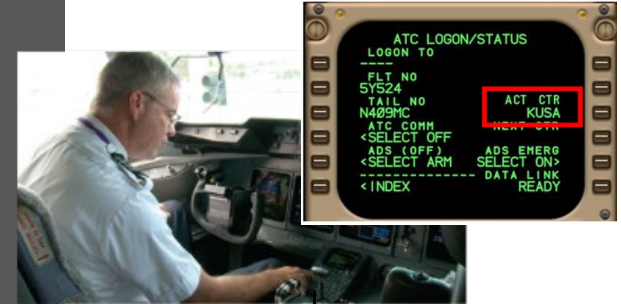 ATC LOGON/STATUS
LOGON TO
----
FLT NO
5Y524
TAIL NO ACT CTR
N409MC KUSA
ATC COMM NEXT CTR
<SELECT OFF
ADS (OFF) ADS EMERG
<SELECT ARM SELECT ON>
-------------- DATA LINK
<INDEX READY